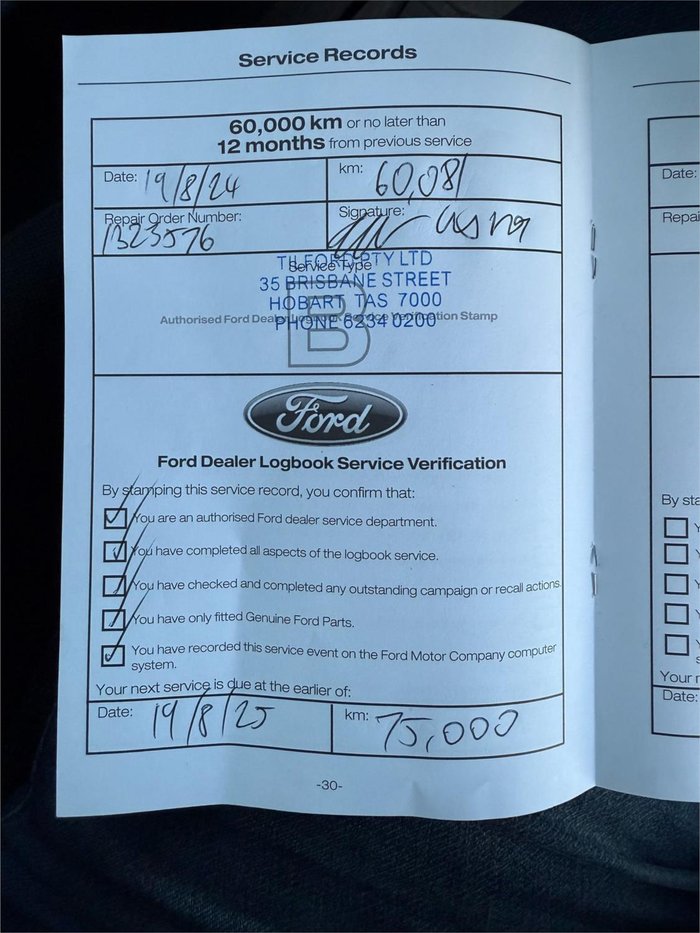 Service Records
60,000 km or no later than
12 months from previous service
Date: 19/8/24
km: 60,081
Repair Order Number:
1323576
Signature:
Service Type
B
TILFORD PTY LTD
35 BRISBANE STREET
HOBART TAS 7000
PHONE 6234 0200
Authorised Ford Dealer Logbook Service Verification Stamp
Ford
Ford Dealer Logbook Service Verification
By stamping this service record, you confirm that:
You are an authorised Ford dealer service department.
You have completed all aspects of the logbook service.
You have checked and completed any outstanding campaign or recall actions.
You have only fitted Genuine Ford Parts.
You have recorded this service event on the Ford Motor Company computer
system.
Your next service is due at the earlier of:
Date: 19/8/25
km: 75,000
-30-
Date:
Repai
By sta
Your n
Date: